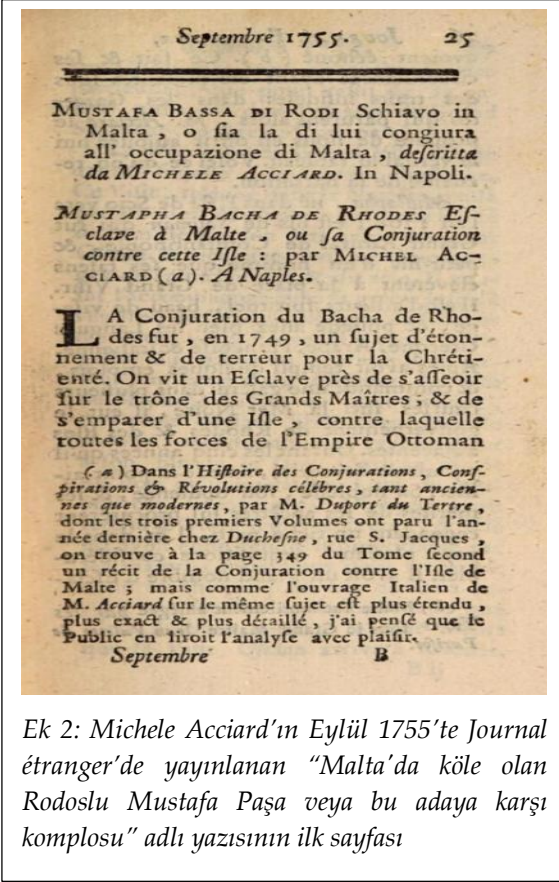 Septembre 1755. 25
MUSTAFA BASSA DI RODI Schiavo in
Malta , o ſia la di lui congiura
all' occupazione di Malta , deſcritta
da MICHELE ACCIARD. In Napoli.
MUSTAPHA BACHA DE RHODES Eſ-
clave à Malte , ou ſa Conjuration
contre cette Iſle : par MICHEL AC-
CIARD (a). A Naples.
LA Conjuration du Bacha de Rho-
des fut , en 1749 , un ſujet d'éton-
nement & de terreur pour la Chréti-
enté. On vit un Eſclave près de s'aſſeoir
ſur le trône des Grands Maîtres ; & de
s'emparer d'une Iſle , contre laquelle
toutes les forces de l'Empire Ottoman
( a ) Dans l'Hiſtoire des Conjurations , Conſ-
pirations & Révolutions célèbres , tant ancien-
nes que modernes , par M. Duport du Tertre ,
dont les trois premiers Volumes ont paru l'an-
née dernière chez Ducheſne , rue S. Jacques ,
on trouve à la page 349 du Tome ſecond
un récit de la Conjuration contre l'Iſle de
Malte ; mais comme l'ouvrage Italien de
M. Acciard ſur le même ſujet eſt plus étendu ,
plus exact & plus détaillé , j'ai penſé que le
Public en liroit l'analyſe avec plaiſir.
Septembre B
Ek 2: Michele Acciard'ın Eylül 1755'te Journal
étranger'de yayınlanan “Malta'da köle olan
Rodoslu Mustafa Paşa veya bu adaya karşı
komplosu” adlı yazısının ilk sayfası